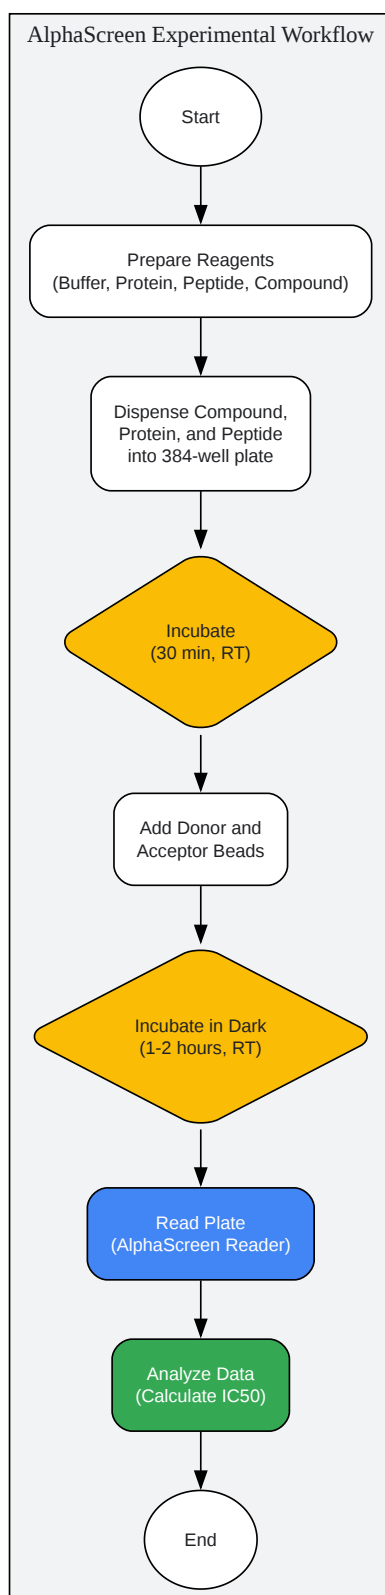 AlphaScreen Experimental Workflow
Start
Prepare Reagents
(Buffer, Protein, Peptide, Compound)
Dispense Compound,
Protein, and Peptide
into 384-well plate
Incubate
(30 min, RT)
Add Donor and
Acceptor Beads
Incubate in Dark
(1-2 hours, RT)
Read Plate
(AlphaScreen Reader)
Analyze Data
(Calculate IC50)
End